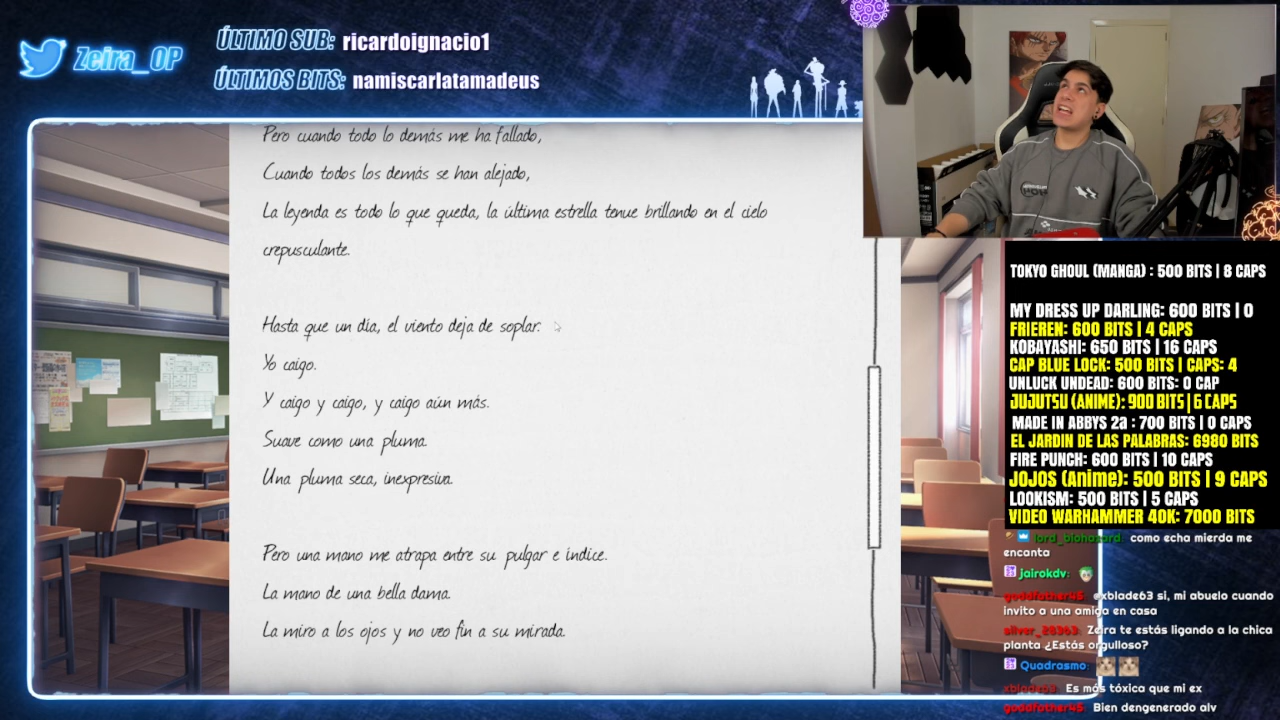 Zeira_OP
ÚLTIMO SUB: ricardoignacio1
ÚLTIMOS BITS: namiscarlatamadeus
Pero cuando todo lo demás me ha fallado,
Cuando todos los demás se han alejado,
La leyenda es todo lo que queda, la última estrella tenue brillando en el cielo
crepusculante.
Hasta que un día, el viento deja de soplar.
Yo caigo.
Y caigo y caigo, y caigo aún más.
Suave como una pluma.
Una pluma seca, inexpresiva.
Pero una mano me atrapa entre su pulgar e índice.
La mano de una bella dama.
La miro a los ojos y no veo fin a su mirada.
TOKYO GHOUL (MANGA) : 500 BITS | 8 CAPS
MY DRESS UP DARLING: 600 BITS | 0
FRIEREN: 600 BITS | 4 CAPS
KOBAYASHI: 650 BITS | 16 CAPS
CAP BLUE LOCK: 500 BITS | CAPS: 4
UNLUCK UNDEAD: 600 BITS: 0 CAP
JUJUTSU (ANIME): 900 BITS | 6 CAPS
MADE IN ABBYS 2a : 700 BITS | 0 CAPS
EL JARDIN DE LAS PALABRAS: 6980 BITS
FIRE PUNCH: 600 BITS | 10 CAPS
JOJOS (Anime): 500 BITS | 9 CAPS
LOOKISM: 500 BITS | 5 CAPS
VIDEO WARHAMMER 40K: 7000 BITS
lord_biohazard: como echa mierda me
encanta
jairokdv:
goddfather45: @xblade63 si, mi abuelo cuando
invito a una amiga en casa
silver_28363: Zeira te estás ligando a la chica
planta ¿Estás orgulloso?
Quadrasmo:
xblade63: Es más tóxica que mi ex
goddfather45: Bien dengenerado alv